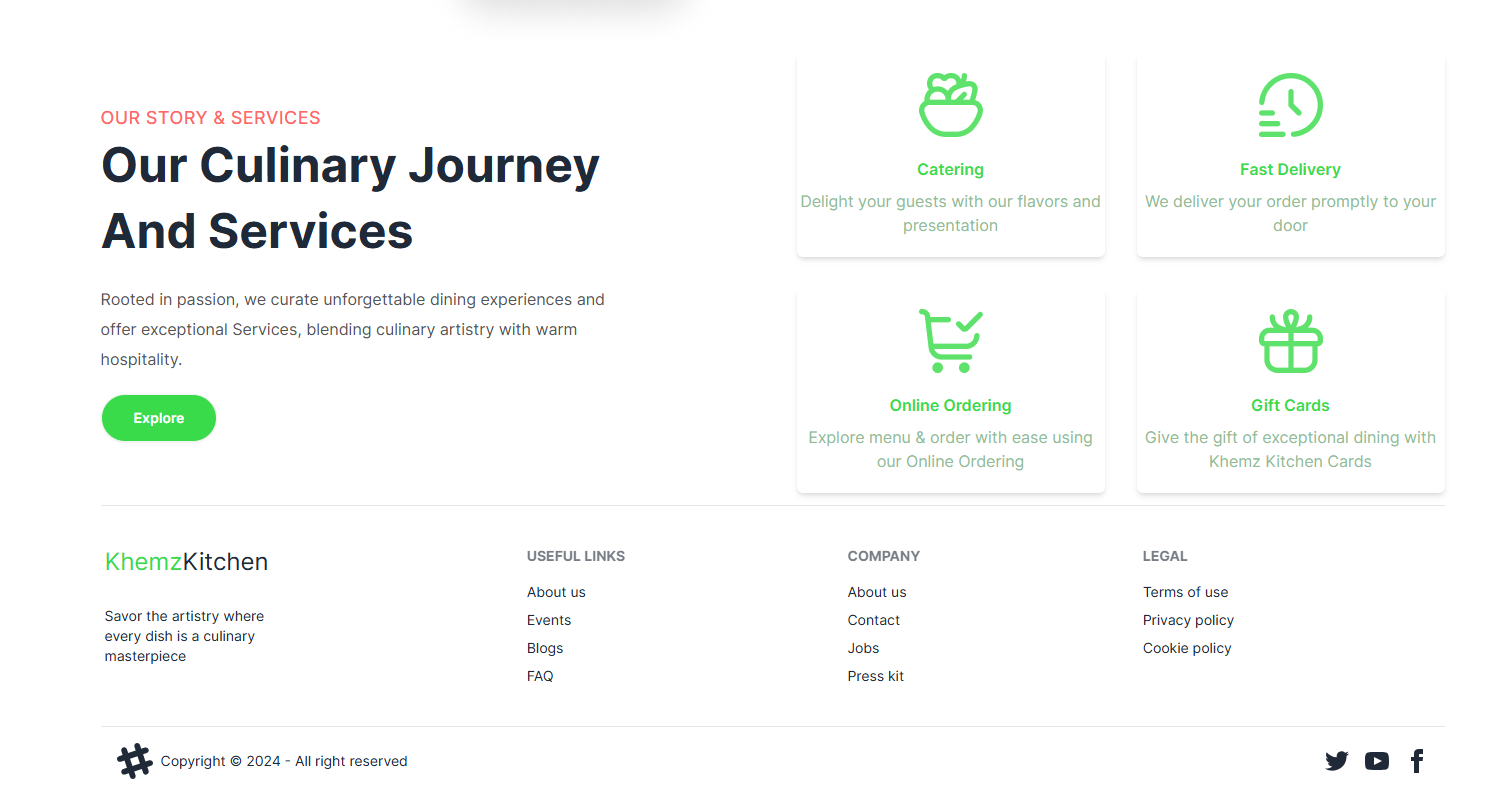 OUR STORY & SERVICES
Our Culinary Journey
And Services
Rooted in passion, we curate unforgettable dining experiences and
offer exceptional Services, blending culinary artistry with warm
hospitality.
Explore
Catering
Delight your guests with our flavors and
presentation
Fast Delivery
We deliver your order promptly to your
door
Online Ordering
Explore menu & order with ease using
our Online Ordering
Gift Cards
Give the gift of exceptional dining with
Khemz Kitchen Cards
KhemzKitchen
Savor the artistry where
every dish is a culinary
masterpiece
USEFUL LINKS
About us
Events
Blogs
FAQ
COMPANY
About us
Contact
Jobs
Press kit
LEGAL
Terms of use
Privacy policy
Cookie policy
Copyright © 2024 - All right reserved